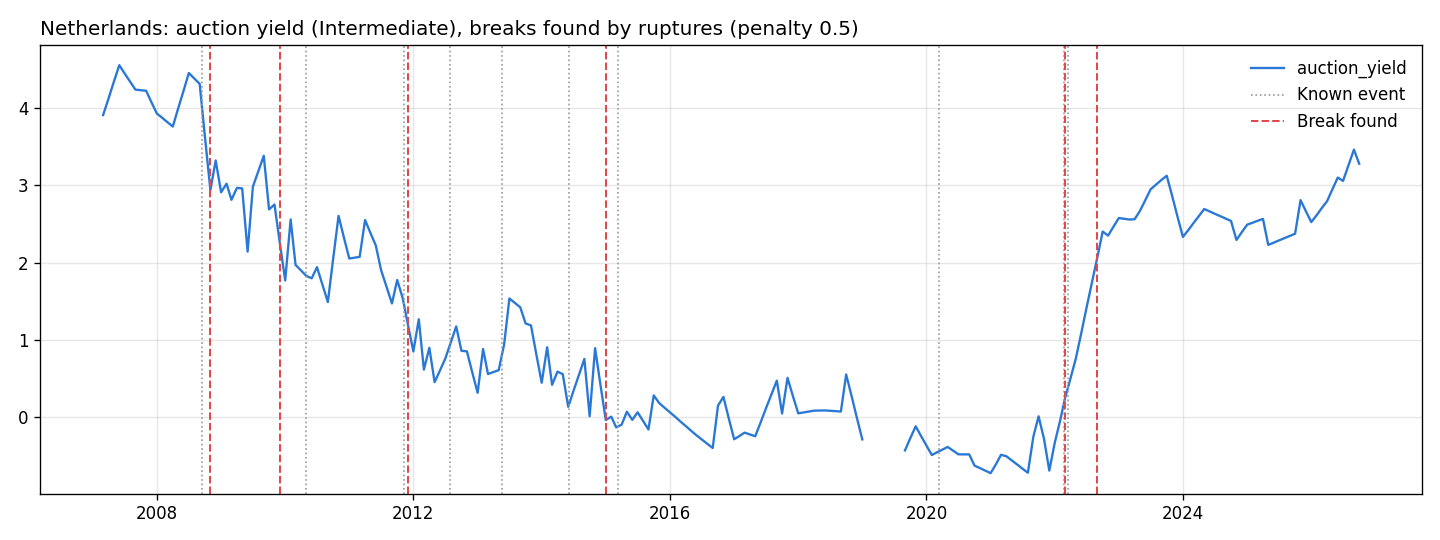 Netherlands: auction yield (Intermediate), breaks found by ruptures (penalty 0.5)
auction_yield
Known event
Break found
4
3
2
1
0
2008 2012 2016 2020 2024